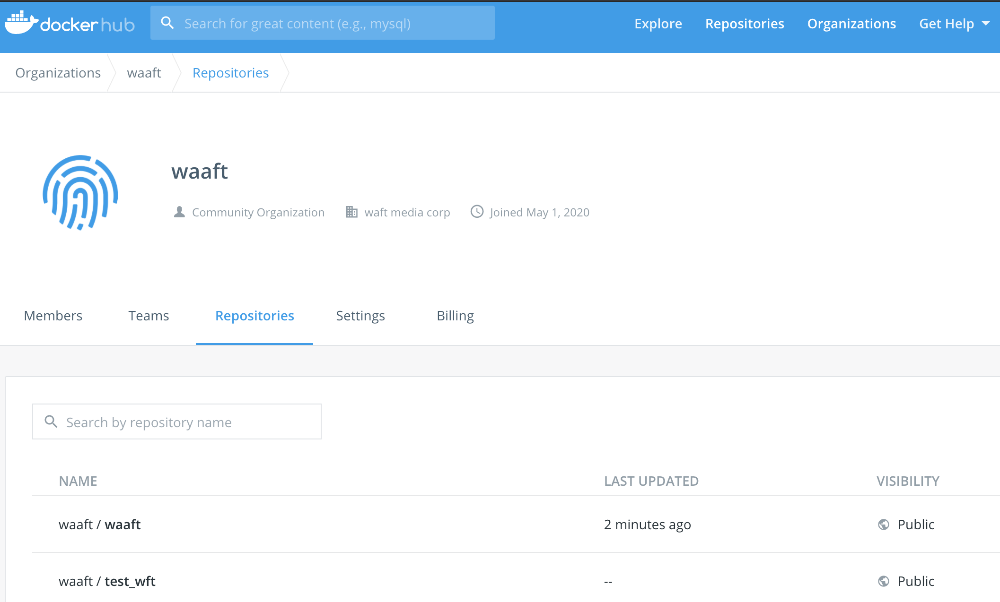 dockerhub Search for great content (e.g., mysql) Explore Repositories Organizations Get Help
Organizations waaft Repositories
waaft
Community Organization waft media corp Joined May 1, 2020
Members Teams Repositories Settings Billing
Search by repository name
NAME LAST UPDATED VISIBILITY
waaft / waaft 2 minutes ago Public
waaft / test_wft -- Public